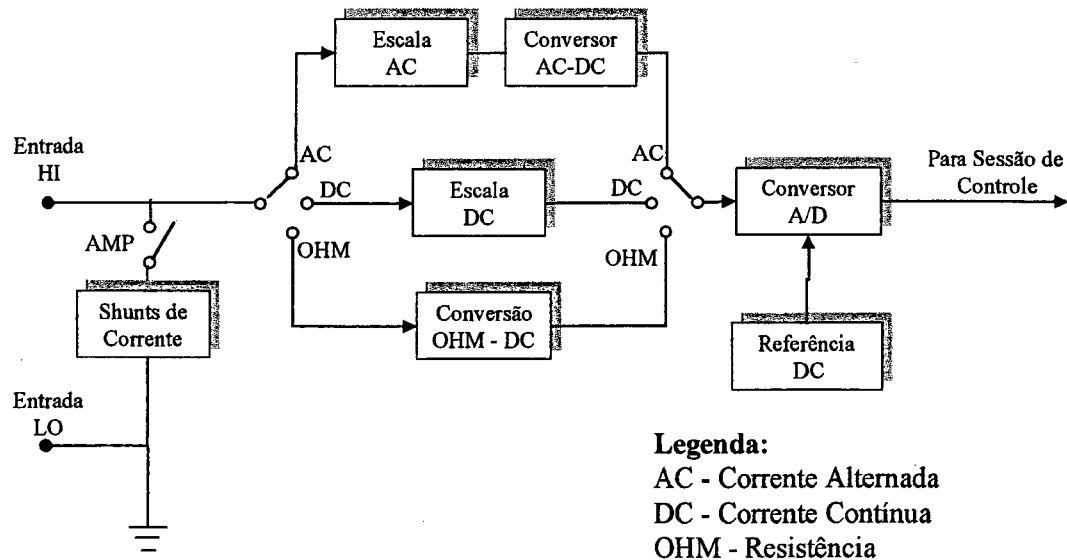 Escala
AC
Conversor
AC-DC
Entrada
HI
AC
DC
OHM
AMP
Escala
DC
AC
DC
OHM
Conversor
A/D
Para Sessão de
Controle
Shunts de
Corrente
Conversão
OHM - DC
Referência
DC
Entrada
LO
Legenda:
AC - Corrente Alternada
DC - Corrente Contínua
OHM - Resistência